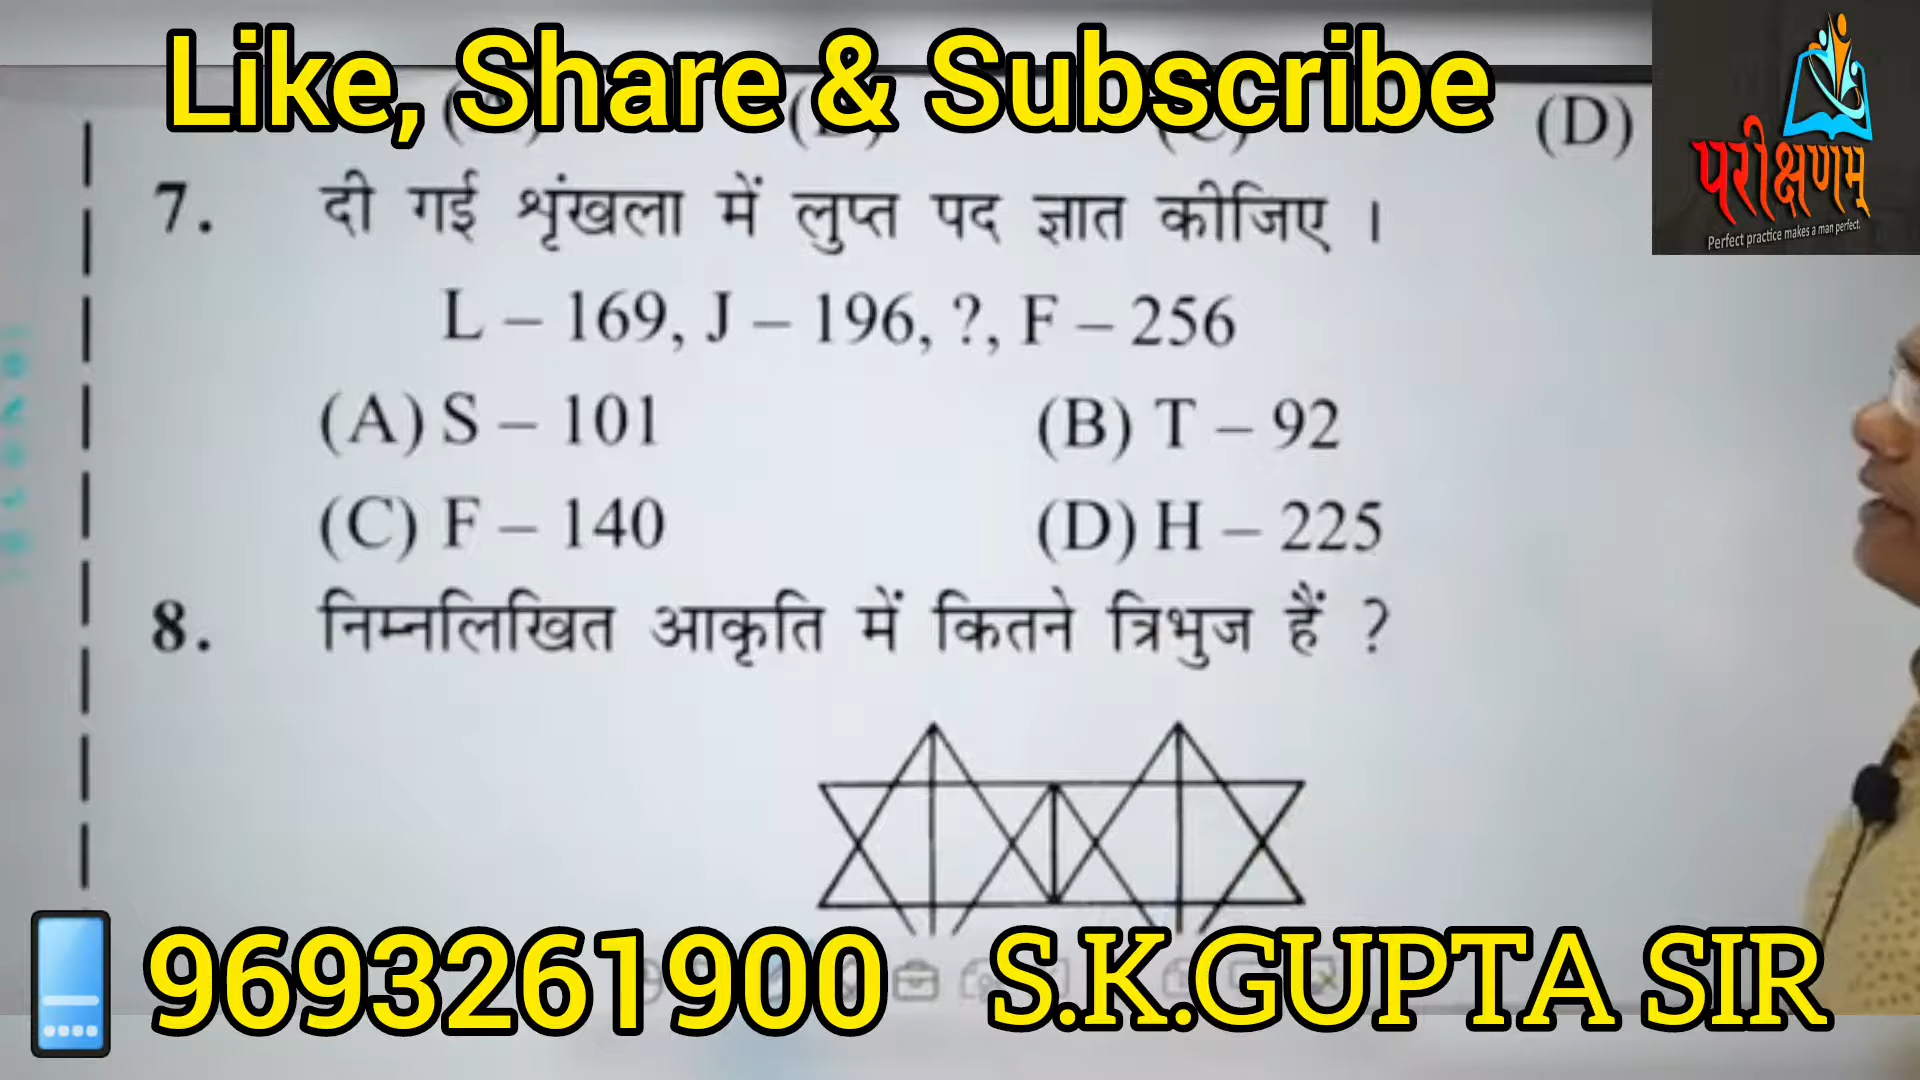 Like, Share & Subscribe
(D)
परीक्षणम्
Perfect practice makes a man perfect.
7. दी गई श्रृंखला में लुप्त पद ज्ञात कीजिए ।
L – 169, J – 196, ?, F – 256
(A) S – 101 (B) T – 92
(C) F – 140 (D) H – 225
8. निम्नलिखित आकृति में कितने त्रिभुज हैं ?
9693261900 S.K.GUPTA SIR